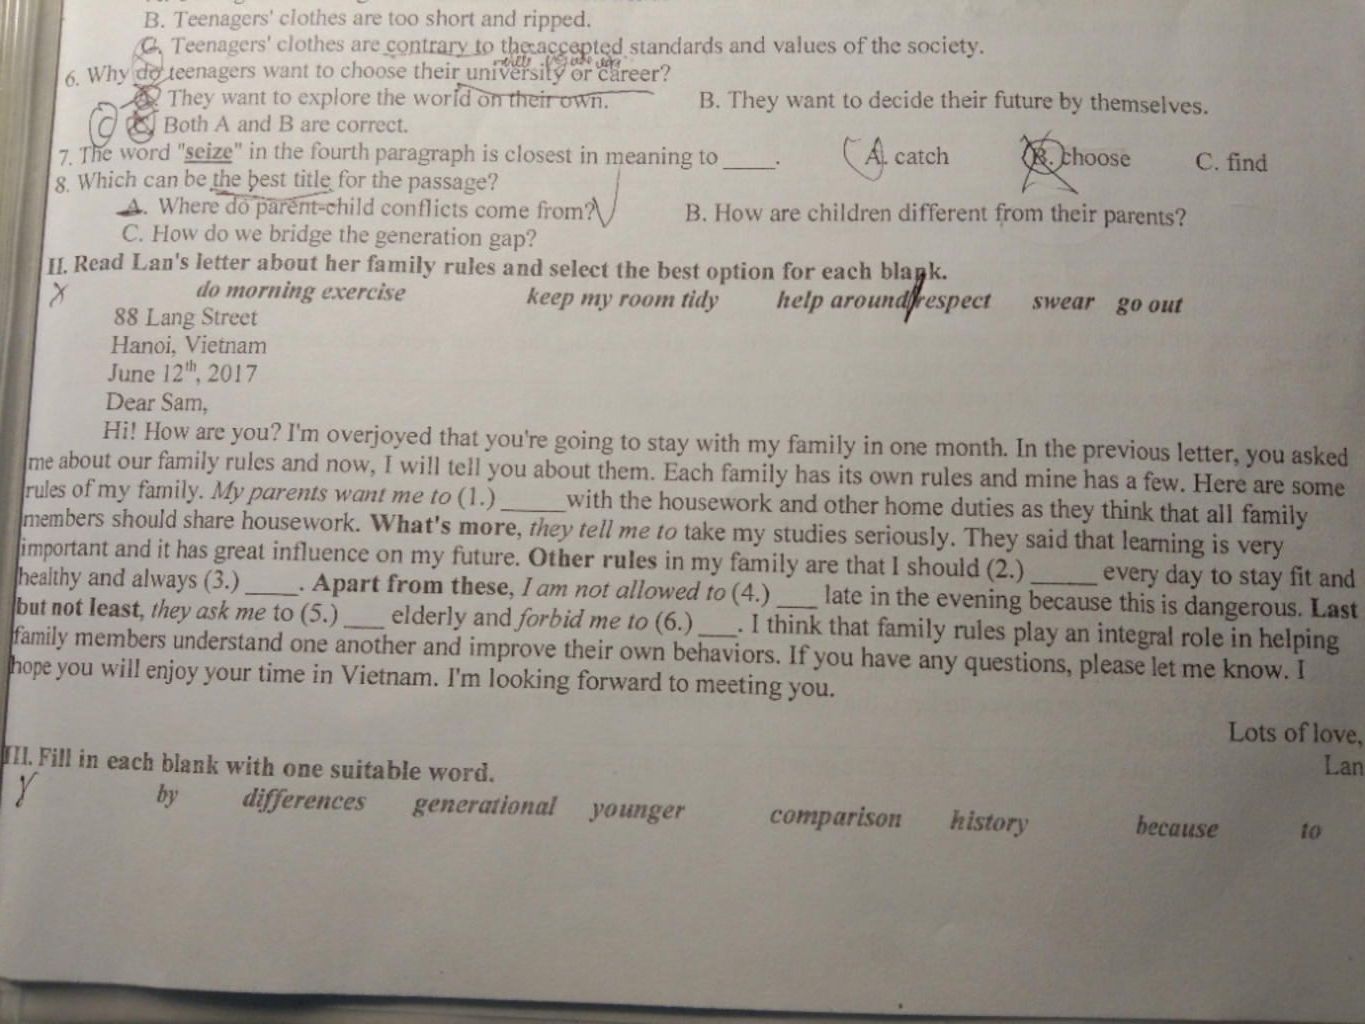 B. Teenagers' clothes are too short and ripped.
C. Teenagers' clothes are contrary to the accepted standards and values of the society.
6. Why do teenagers want to choose their university or career?
A. They want to explore the world on their own. B. They want to decide their future by themselves.
C C. Both A and B are correct.
7. The word "seize" in the fourth paragraph is closest in meaning to ____. A. catch B. choose C. find
8. Which can be the best title for the passage?
A. Where do parent-child conflicts come from? B. How are children different from their parents?
C. How do we bridge the generation gap?
II. Read Lan's letter about her family rules and select the best option for each blank.
do morning exercise keep my room tidy help around/respect swear go out
88 Lang Street
Hanoi, Vietnam
June 12th, 2017
Dear Sam,
Hi! How are you? I'm overjoyed that you're going to stay with my family in one month. In the previous letter, you asked
me about our family rules and now, I will tell you about them. Each family has its own rules and mine has a few. Here are some
rules of my family. My parents want me to (1.) _____ with the housework and other home duties as they think that all family
members should share housework. What's more, they tell me to take my studies seriously. They said that learning is very
important and it has great influence on my future. Other rules in my family are that I should (2.) _____ every day to stay fit and
healthy and always (3.) ____. Apart from these, I am not allowed to (4.) ___ late in the evening because this is dangerous. Last
but not least, they ask me to (5.) ___ elderly and forbid me to (6.) ___. I think that family rules play an integral role in helping
family members understand one another and improve their own behaviors. If you have any questions, please let me know. I
hope you will enjoy your time in Vietnam. I'm looking forward to meeting you.
Lots of love,
Lan
III. Fill in each blank with one suitable word.
by differences generational younger comparison history because to